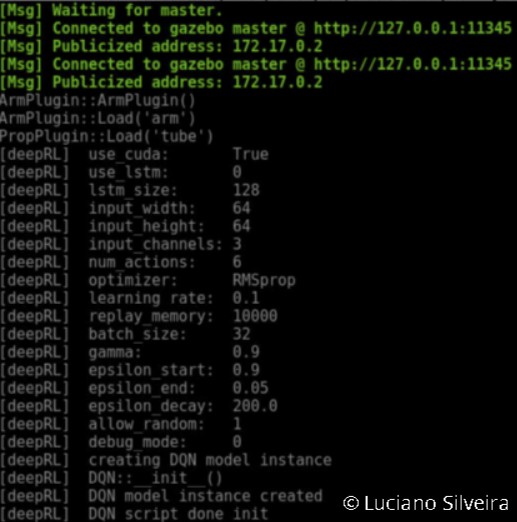 [Msg] Waiting for master.
[Msg] Connected to gazebo master @ http://127.0.0.1:11345
[Msg] Publicized address: 172.17.0.2
[Msg] Connected to gazebo master @ http://127.0.0.1:11345
[Msg] Publicized address: 172.17.0.2
ArmPlugin::ArmPlugin()
ArmPlugin::Load('arm')
PropPlugin::Load('tube')
[deepRL] use_cuda: True
[deepRL] use_lstm: 0
[deepRL] lstm_size: 128
[deepRL] input_width: 64
[deepRL] input_height: 64
[deepRL] input_channels: 3
[deepRL] num_actions: 6
[deepRL] optimizer: RMSprop
[deepRL] learning rate: 0.1
[deepRL] replay_memory: 10000
[deepRL] batch_size: 32
[deepRL] gamma: 0.9
[deepRL] epsilon_start: 0.9
[deepRL] epsilon_end: 0.05
[deepRL] epsilon_decay: 200.0
[deepRL] allow_random: 1
[deepRL] debug_mode: 0
[deepRL] creating DQN model instance
[deepRL] DQN::__init__()
[deepRL] DQN model instance created
[deepRL] DQN script done init
© Luciano Silveira